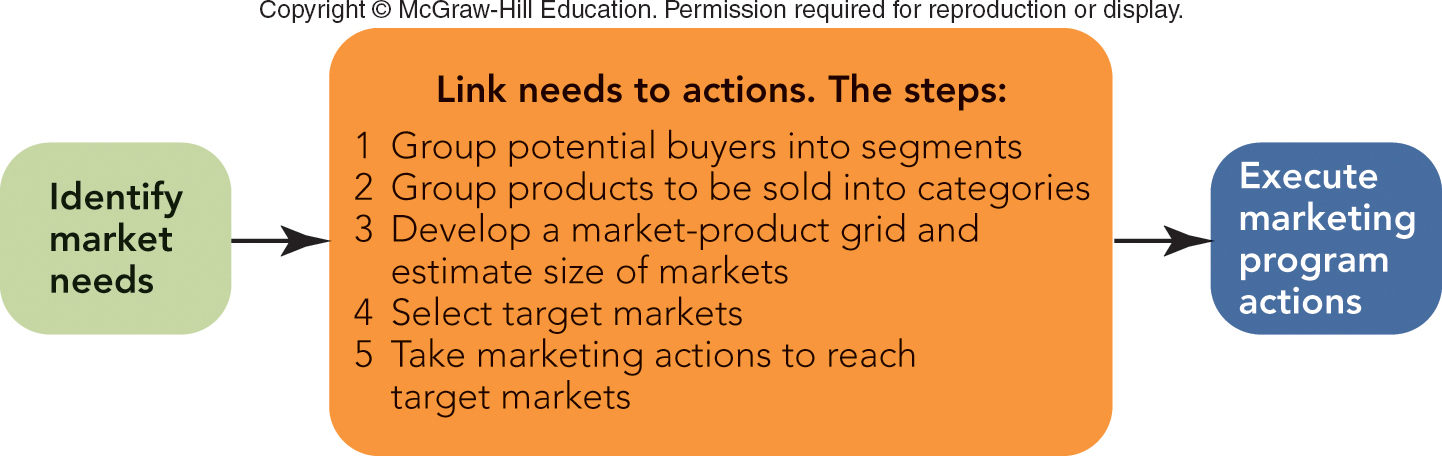 Copyright © McGraw-Hill Education. Permission required for reproduction or display.
Identify
market
needs
Link needs to actions. The steps:
1 Group potential buyers into segments
2 Group products to be sold into categories
3 Develop a market-product grid and
estimate size of markets
4 Select target markets
5 Take marketing actions to reach
target markets
Execute
marketing
program
actions